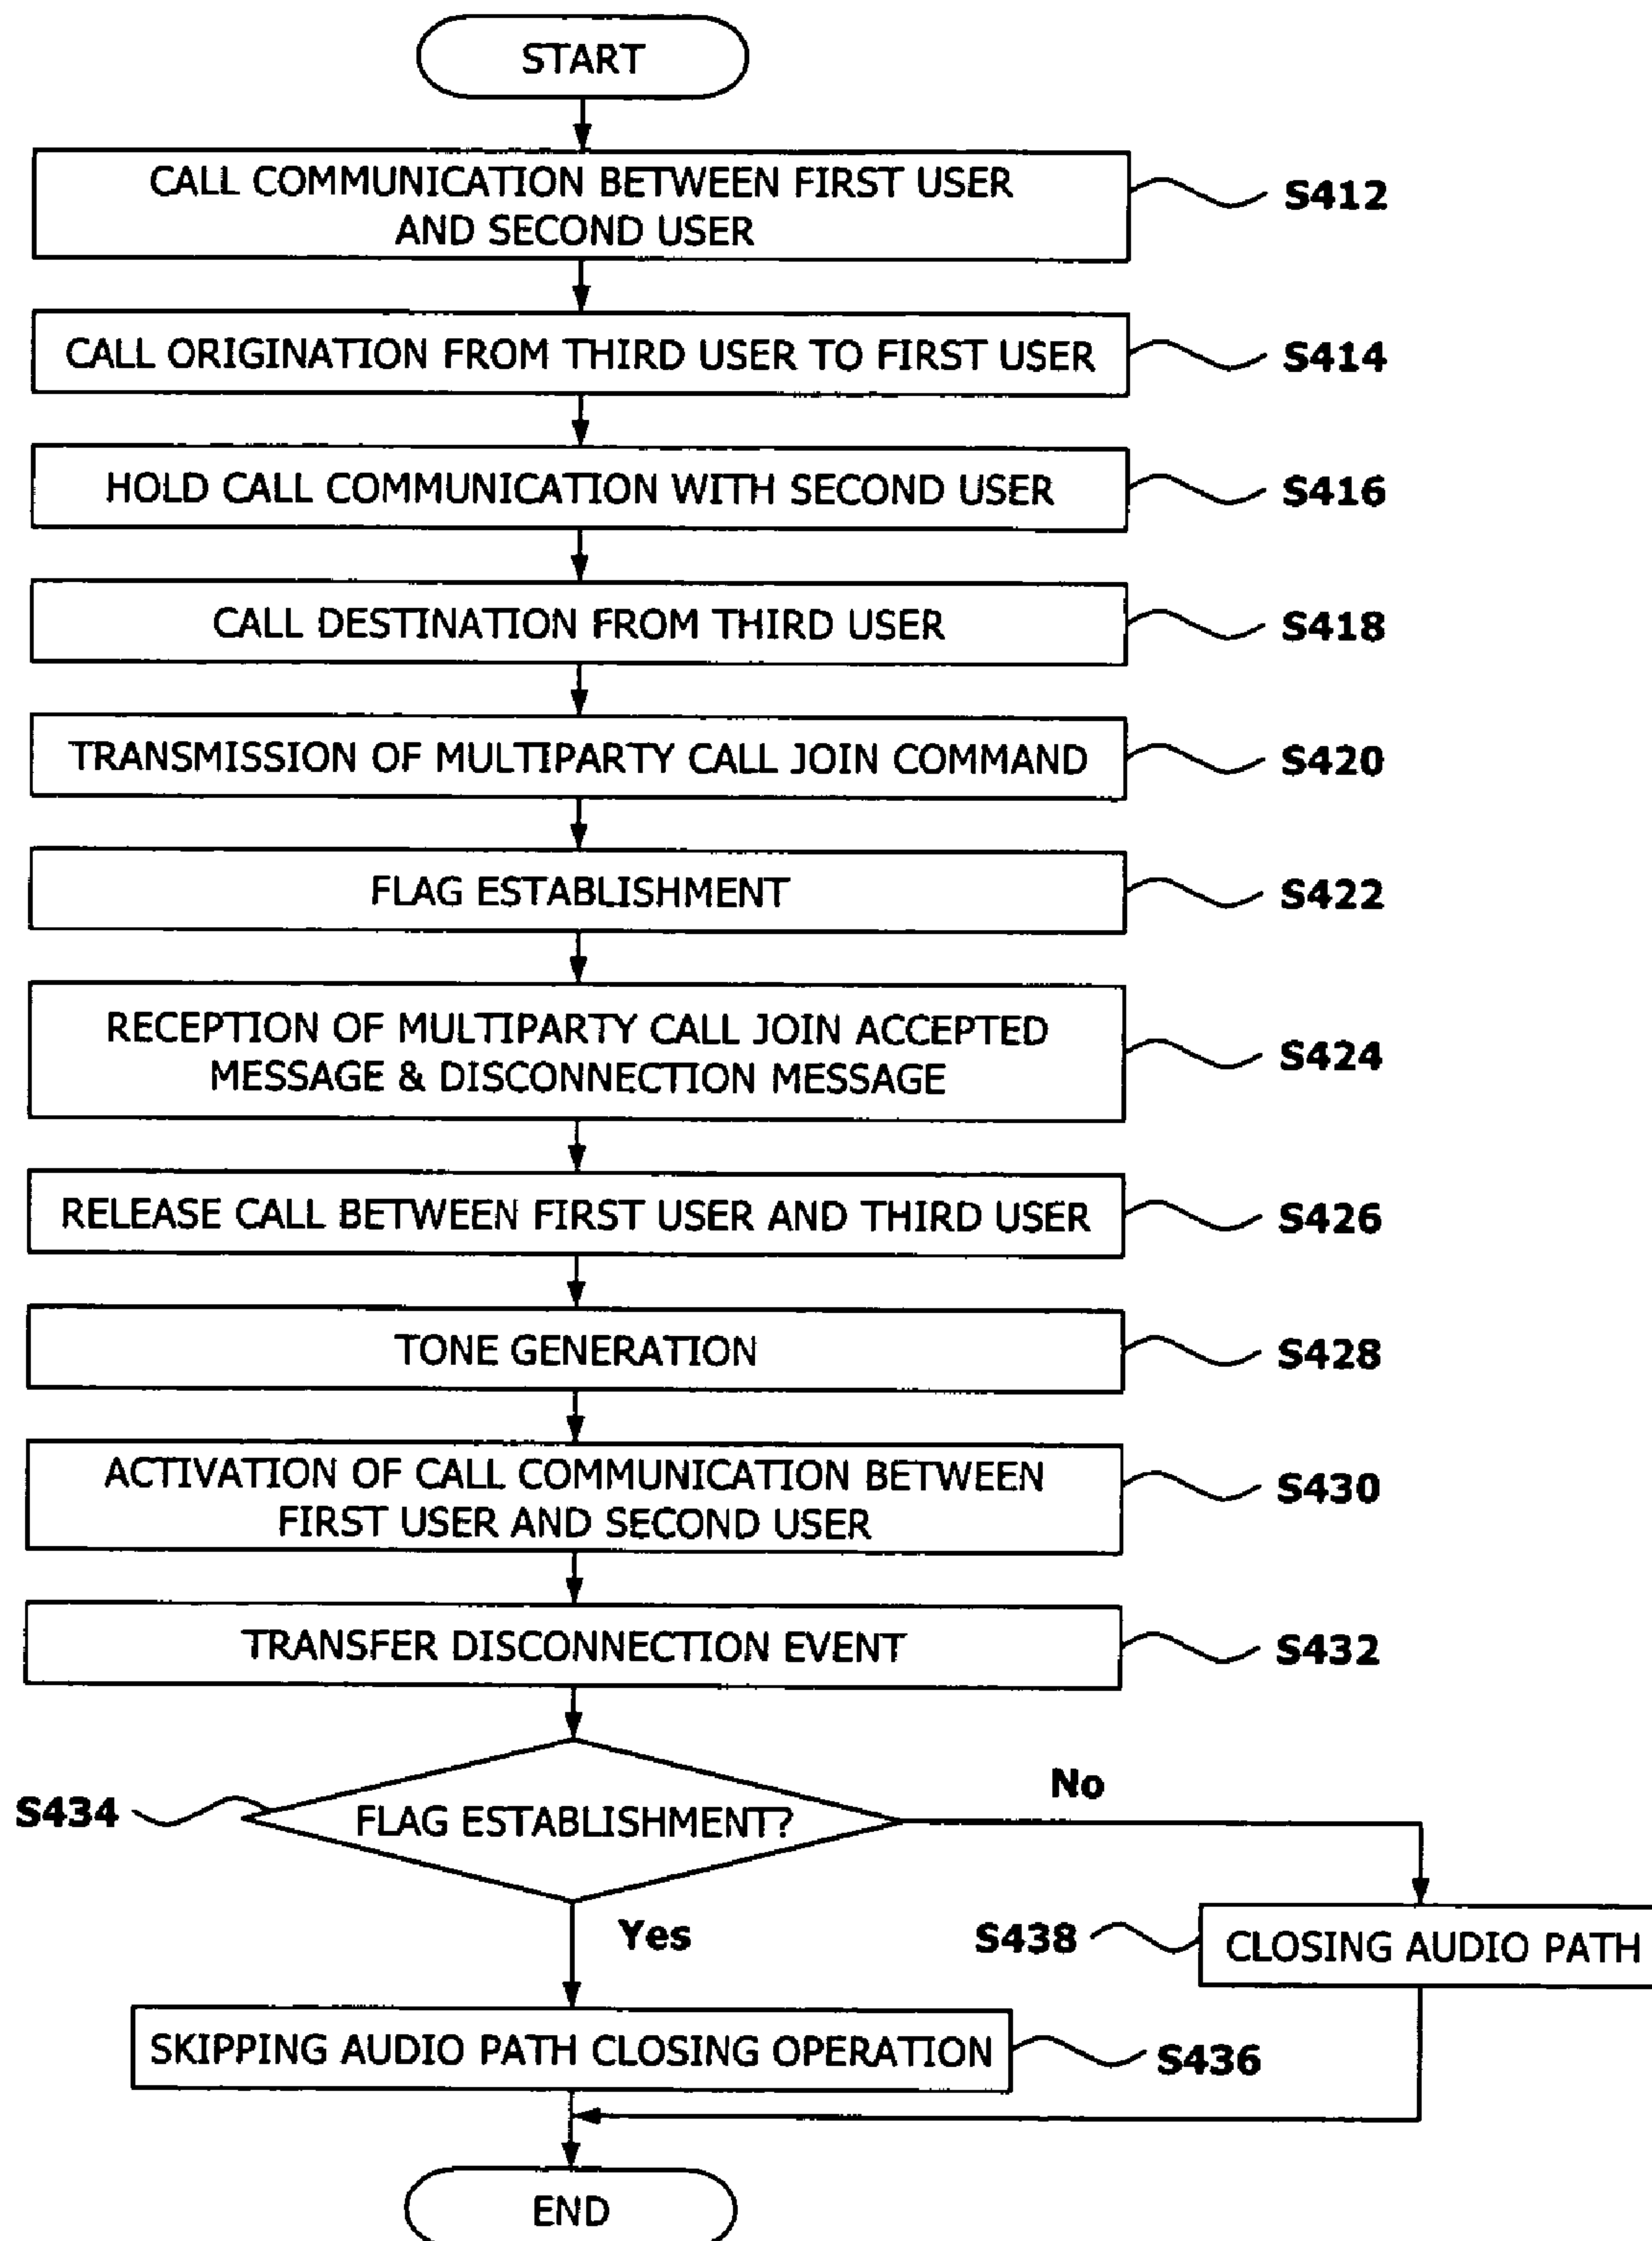 START
CALL COMMUNICATION BETWEEN FIRST USER
AND SECOND USER
S412
CALL ORIGINATION FROM THIRD USER TO FIRST USER
S414
HOLD CALL COMMUNICATION WITH SECOND USER
S416
CALL DESTINATION FROM THIRD USER
S418
TRANSMISSION OF MULTIPARTY CALL JOIN COMMAND
S420
FLAG ESTABLISHMENT
S422
RECEPTION OF MULTIPARTY CALL JOIN ACCEPTED
MESSAGE & DISCONNECTION MESSAGE
S424
RELEASE CALL BETWEEN FIRST USER AND THIRD USER
S426
TONE GENERATION
S428
ACTIVATION OF CALL COMMUNICATION BETWEEN
FIRST USER AND SECOND USER
S430
TRANSFER DISCONNECTION EVENT
S432
S434
FLAG ESTABLISHMENT?
No
Yes
S438
CLOSING AUDIO PATH
SKIPPING AUDIO PATH CLOSING OPERATION
S436
END